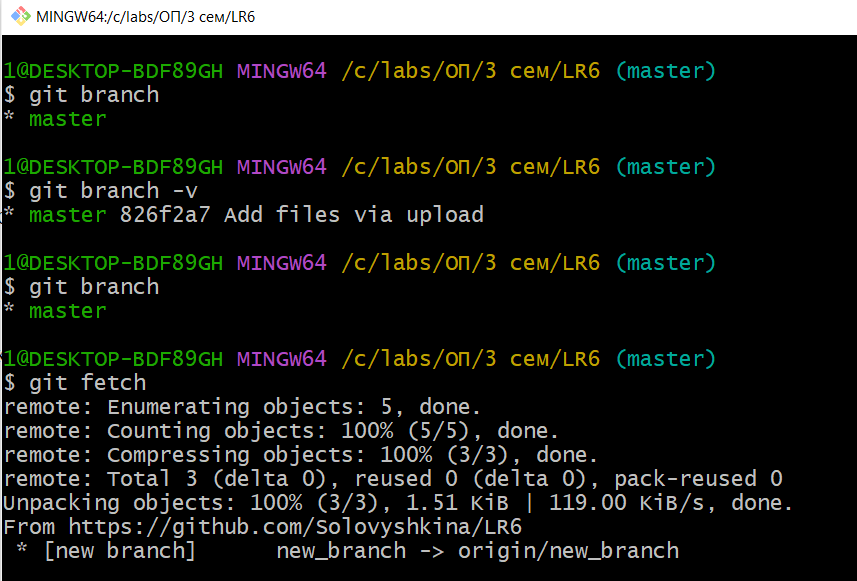 MINGW64:/c/labs/ОП/3 сем/LR6
1@DESKTOP-BDF89GH MINGW64 /c/labs/ОП/3 сем/LR6 (master)
$ git branch
* master
1@DESKTOP-BDF89GH MINGW64 /c/labs/ОП/3 сем/LR6 (master)
$ git branch -v
* master 826f2a7 Add files via upload
1@DESKTOP-BDF89GH MINGW64 /c/labs/ОП/3 сем/LR6 (master)
$ git branch
* master
1@DESKTOP-BDF89GH MINGW64 /c/labs/ОП/3 сем/LR6 (master)
$ git fetch
remote: Enumerating objects: 5, done.
remote: Counting objects: 100% (5/5), done.
remote: Compressing objects: 100% (3/3), done.
remote: Total 3 (delta 0), reused 0 (delta 0), pack-reused 0
Unpacking objects: 100% (3/3), 1.51 KiB | 119.00 KiB/s, done.
From https://github.com/Solovyshkina/LR6
 * [new branch]      new_branch -> origin/new_branch